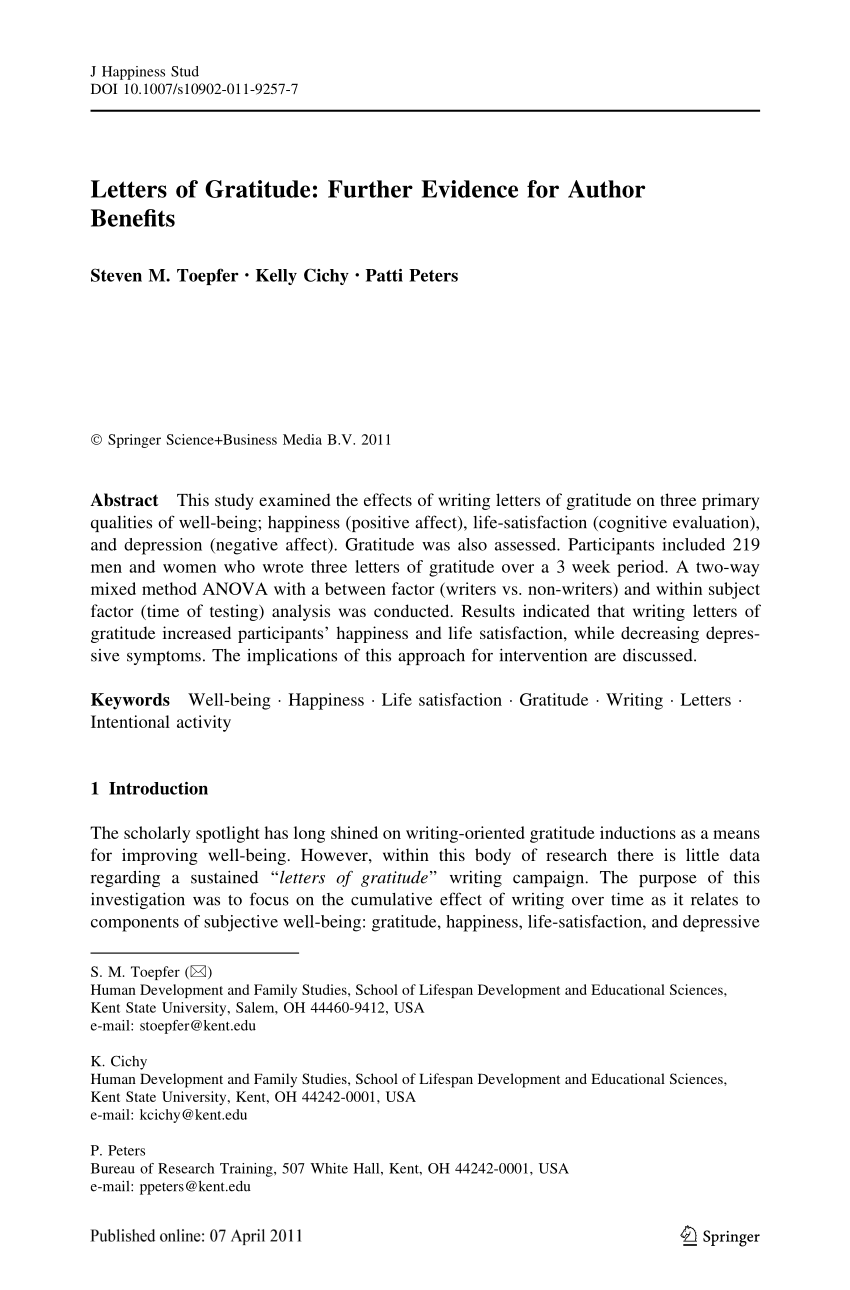 J Happiness Stud
DOI 10.1007/s10902-011-9257-7
Letters of Gratitude: Further Evidence for Author
Benefits
Steven M. Toepfer · Kelly Cichy · Patti Peters
© Springer Science+Business Media B.V. 2011
Abstract This study examined the effects of writing letters of gratitude on three primary
qualities of well-being; happiness (positive affect), life-satisfaction (cognitive evaluation),
and depression (negative affect). Gratitude was also assessed. Participants included 219
men and women who wrote three letters of gratitude over a 3 week period. A two-way
mixed method ANOVA with a between factor (writers vs. non-writers) and within subject
factor (time of testing) analysis was conducted. Results indicated that writing letters of
gratitude increased participants’ happiness and life satisfaction, while decreasing depres-
sive symptoms. The implications of this approach for intervention are discussed.
Keywords Well-being · Happiness · Life satisfaction · Gratitude · Writing · Letters ·
Intentional activity
1 Introduction
The scholarly spotlight has long shined on writing-oriented gratitude inductions as a means
for improving well-being. However, within this body of research there is little data
regarding a sustained “letters of gratitude” writing campaign. The purpose of this
investigation was to focus on the cumulative effect of writing over time as it relates to
components of subjective well-being: gratitude, happiness, life-satisfaction, and depressive
S. M. Toepfer (✉)
Human Development and Family Studies, School of Lifespan Development and Educational Sciences,
Kent State University, Salem, OH 44460-9412, USA
e-mail: stoepfer@kent.edu
K. Cichy
Human Development and Family Studies, School of Lifespan Development and Educational Sciences,
Kent State University, Kent, OH 44242-0001, USA
e-mail: kcichy@kent.edu
P. Peters
Bureau of Research Training, 507 White Hall, Kent, OH 44242-0001, USA
e-mail: ppeters@kent.edu
Published online: 07 April 2011
Springer